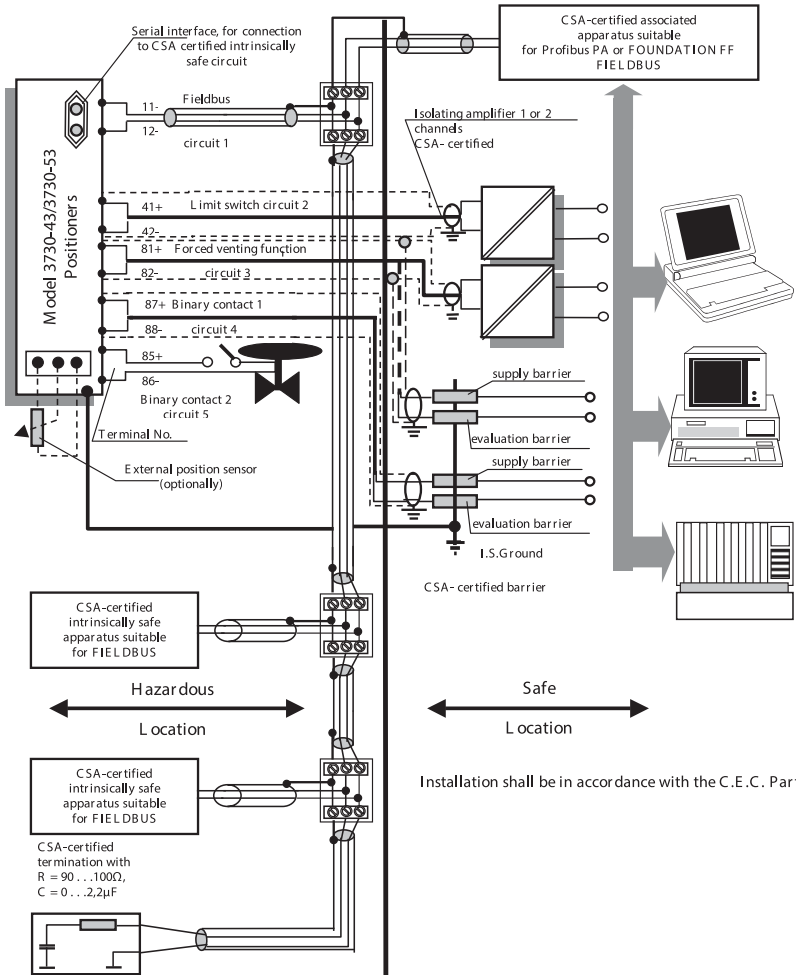 Serial interface, for connection
to CSA certified intrinsically
safe circuit
CSA-certified associated
apparatus suitable
for Profibus PA or FOUNDATION FF
FIELDBUS
Model 3730-43/3730-53
Positioners
11-
Fieldbus
12-
circuit 1
Isolating amplifier 1 or 2
channels
CSA- certified
41+ Limit switch circuit 2
42-
81+ Forced venting function
82- circuit 3
87+ Binary contact 1
88- circuit 4
85+
86-
Binary contact 2
circuit 5
Terminal No.
External position sensor
(optionally)
supply barrier
evaluation barrier
supply barrier
evaluation barrier
I.S.Ground
CSA- certified barrier
CSA-certified
intrinsically safe
apparatus suitable
for FIELDBUS
Hazardous
Location
Safe
Location
CSA-certified
intrinsically safe
apparatus suitable
for FIELDBUS
Installation shall be in accordance with the C.E.C. Par
CSA-certified
termination with
R = 90 . . .100Ω,
C = 0 . . .2,2µF